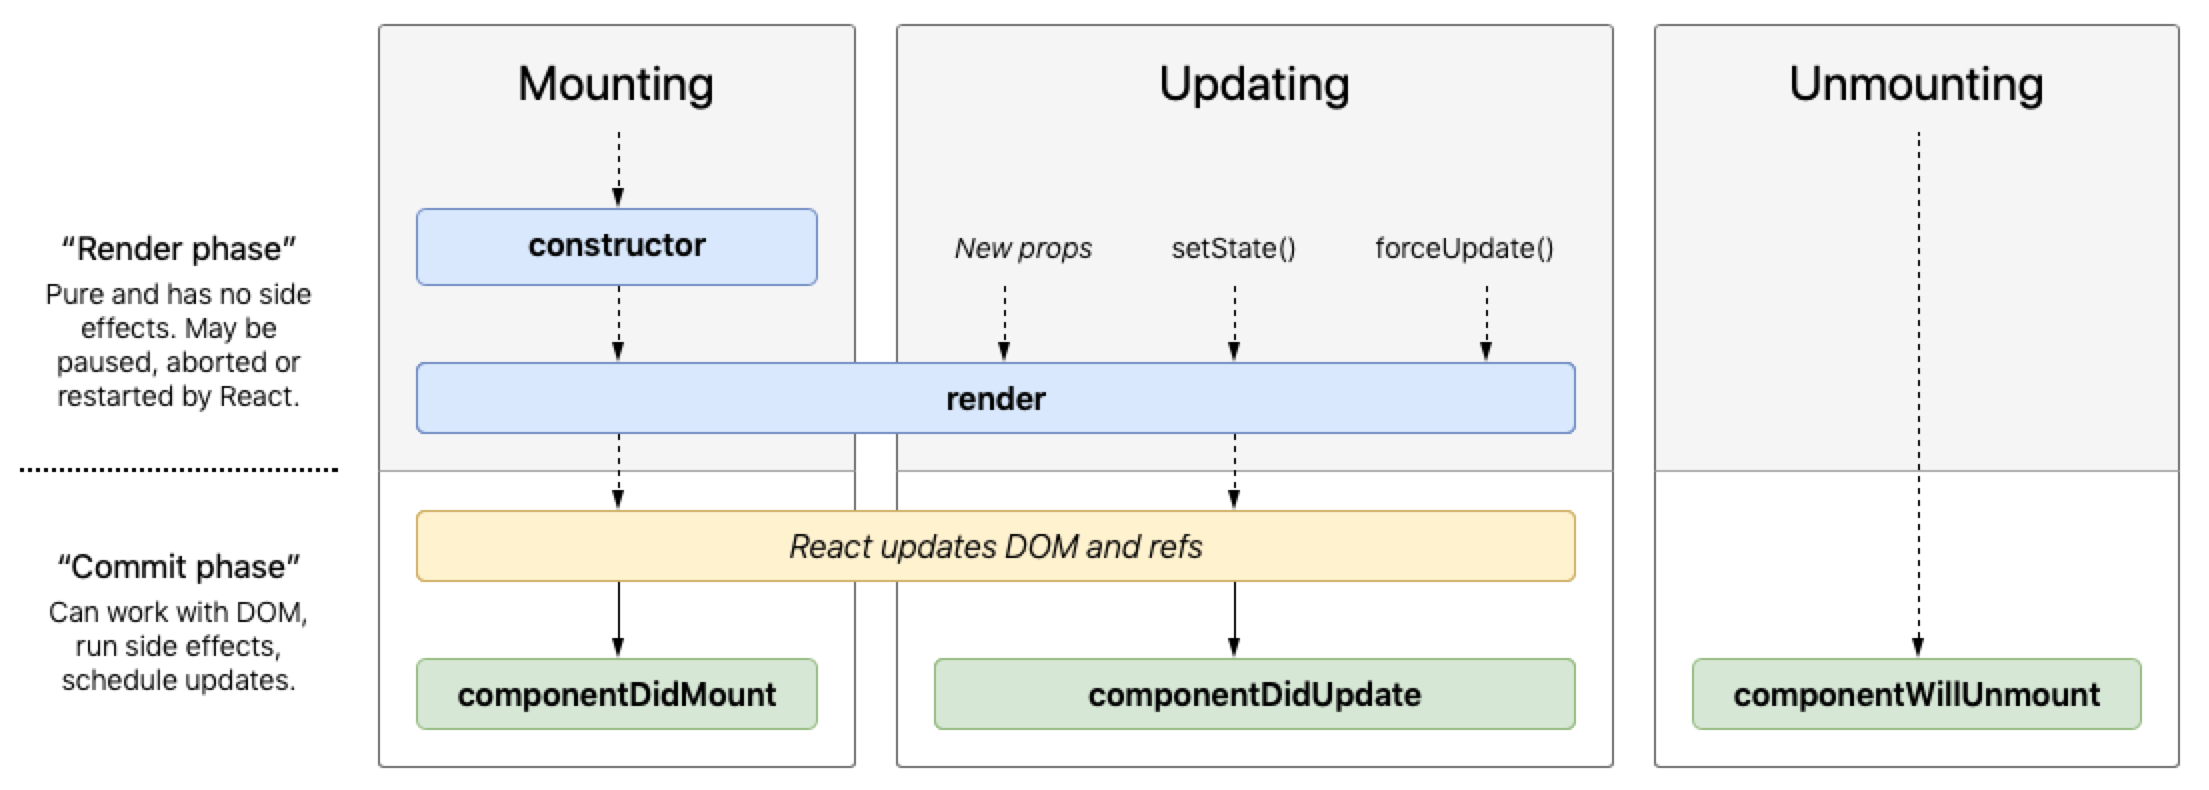 Mounting
Updating
Unmounting
“Render phase”
Pure and has no side
effects. May be
paused, aborted or
restarted by React.
constructor
New props
setState()
forceUpdate()
render
“Commit phase”
Can work with DOM,
run side effects,
schedule updates.
React updates DOM and refs
componentDidMount
componentDidUpdate
componentWillUnmount